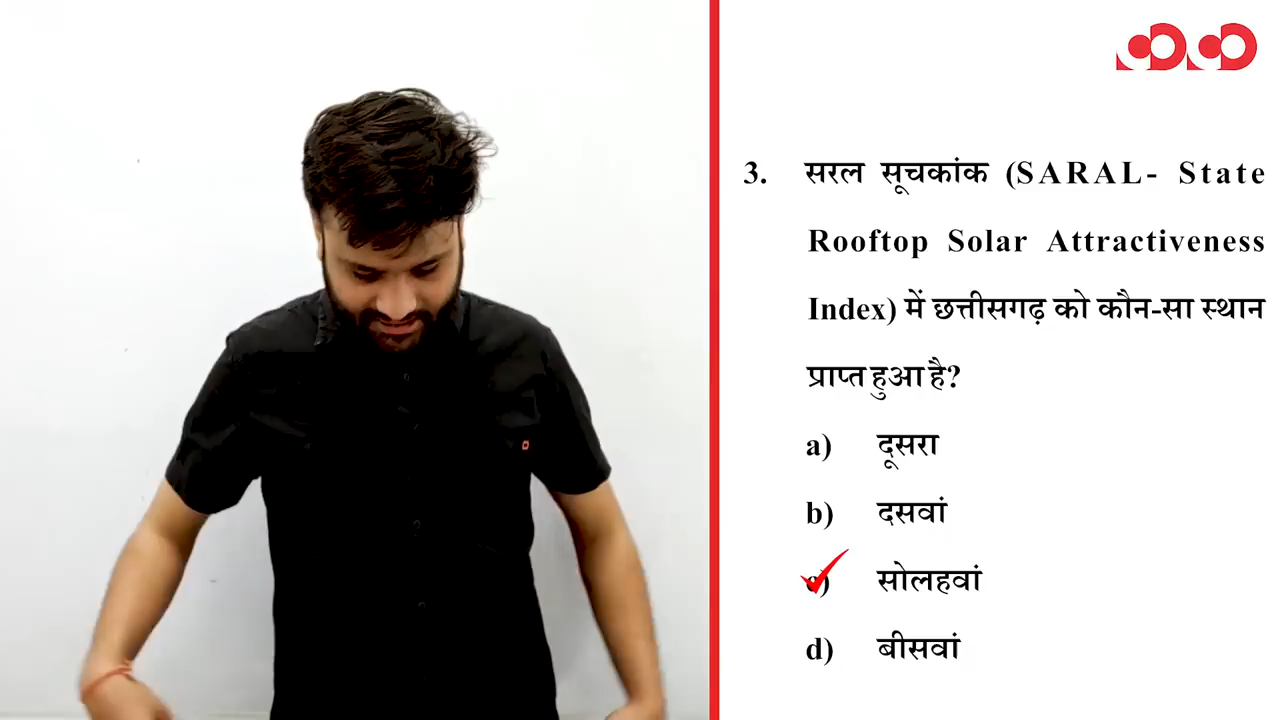 3. सरल सूचकांक (SARAL- State
Rooftop Solar Attractiveness
Index) में छत्तीसगढ़ को कौन-सा स्थान
प्राप्त हुआ है?
a) दूसरा
b) दसवां
c) सोलहवां
d) बीसवां